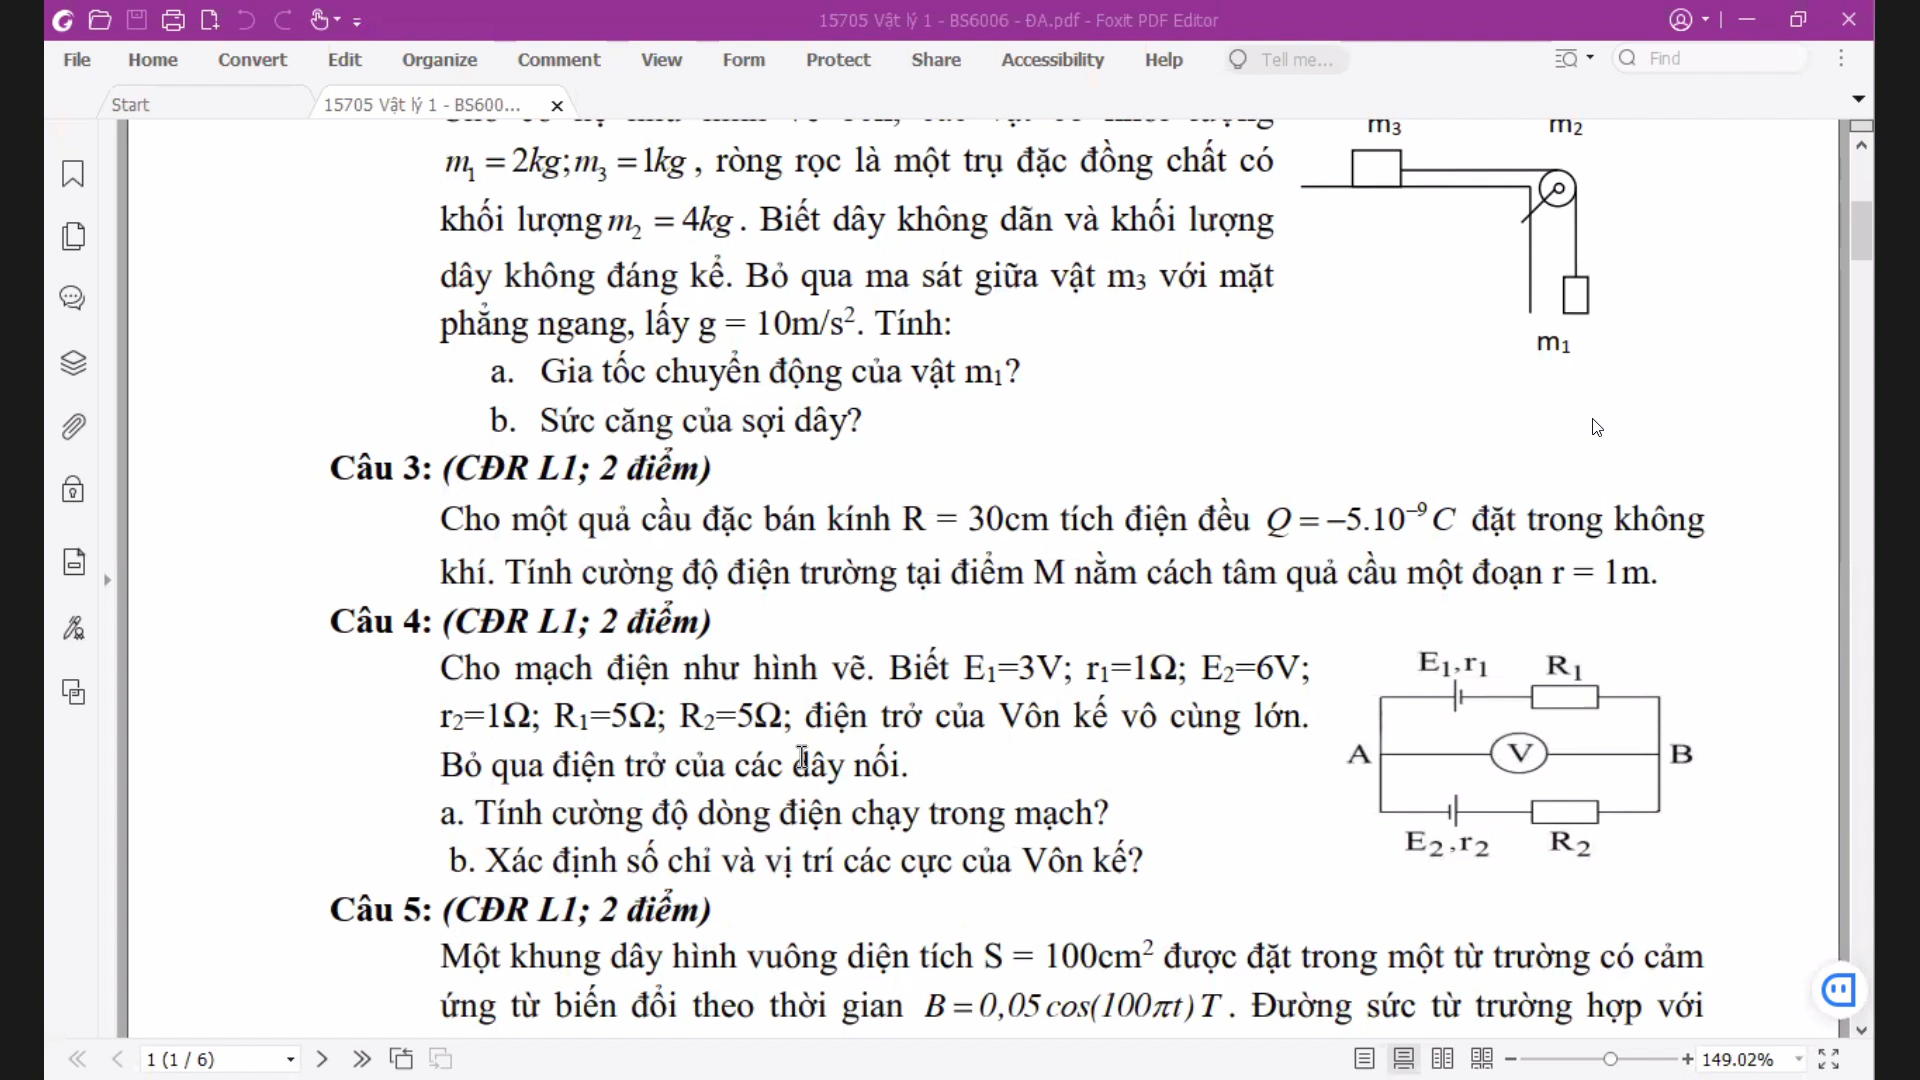 15705 Vật lý 1 - BS6006 - ĐA.pdf - Foxit PDF Editor
File Home Convert Edit Organize Comment View Form Protect Share Accessibility Help Tell me... Find
Start 15705 Vật lý 1 - BS600...
m3 m2
m₁ = 2kg; m₃ = 1kg , ròng rọc là một trụ đặc đồng chất có
khối lượng m₂ = 4kg . Biết dây không dãn và khối lượng
dây không đáng kể. Bỏ qua ma sát giữa vật m₃ với mặt
phẳng ngang, lấy g = 10m/s². Tính:
m1
a. Gia tốc chuyển động của vật m₁?
b. Sức căng của sợi dây?
Câu 3: (CĐR L1; 2 điểm)
Cho một quả cầu đặc bán kính R = 30cm tích điện đều Q = −5.10⁻⁹ C đặt trong không
khí. Tính cường độ điện trường tại điểm M nằm cách tâm quả cầu một đoạn r = 1m.
Câu 4: (CĐR L1; 2 điểm)
Cho mạch điện như hình vẽ. Biết E₁=3V; r₁=1Ω; E₂=6V;
r₂=1Ω; R₁=5Ω; R₂=5Ω; điện trở của Vôn kế vô cùng lớn.
Bỏ qua điện trở của các dây nối.
a. Tính cường độ dòng điện chạy trong mạch?
b. Xác định số chỉ và vị trí các cực của Vôn kế?
E₁,r₁ R₁
A V B
E₂,r₂ R₂
Câu 5: (CĐR L1; 2 điểm)
Một khung dây hình vuông diện tích S = 100cm² được đặt trong một từ trường có cảm
ứng từ biến đổi theo thời gian B = 0,05 cos(100πt) T . Đường sức từ trường hợp với
1 (1 / 6) 149.02%